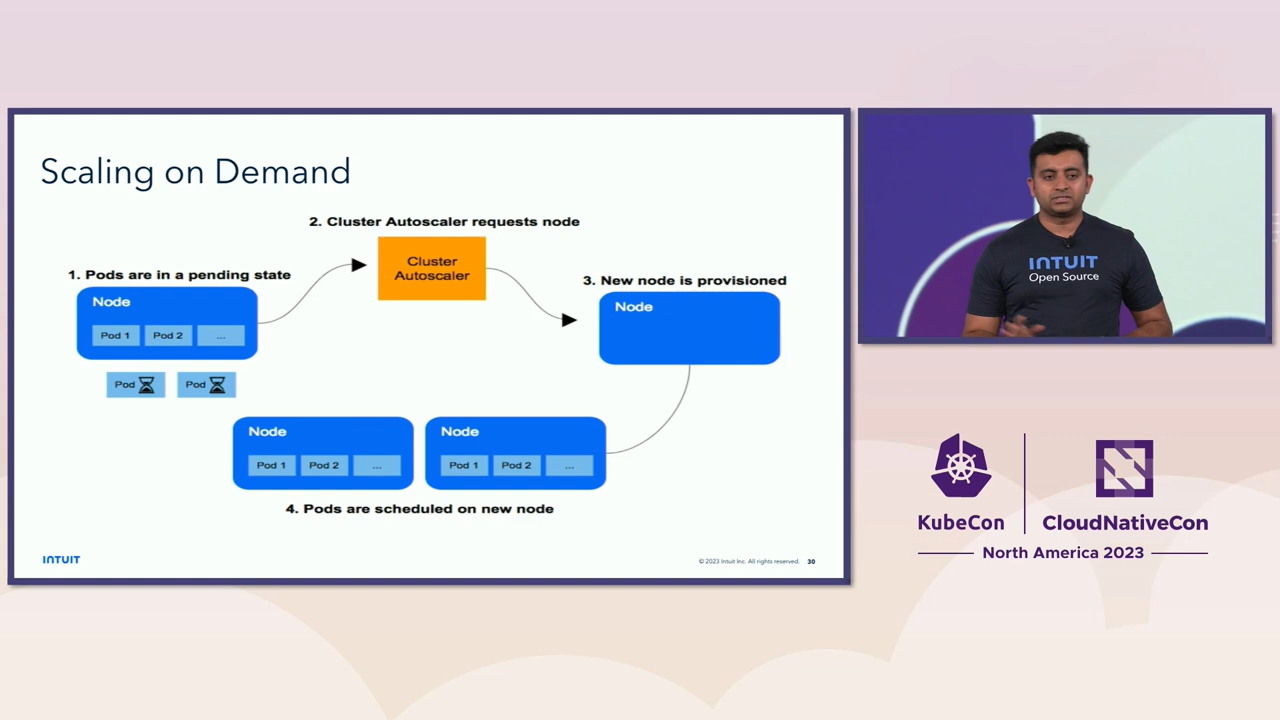 Scaling on Demand
2. Cluster Autoscaler requests node
Cluster
Autoscaler
1. Pods are in a pending state
Node
Pod 1
Pod 2
...
Pod
Pod
3. New node is provisioned
Node
Node
Pod 1
Pod 2
...
Node
Pod 1
Pod 2
...
4. Pods are scheduled on new node
INTUIT
© 2023 Intuit Inc. All rights reserved.
30
INTUIT
Open Source
KubeCon
CloudNativeCon
North America 2023